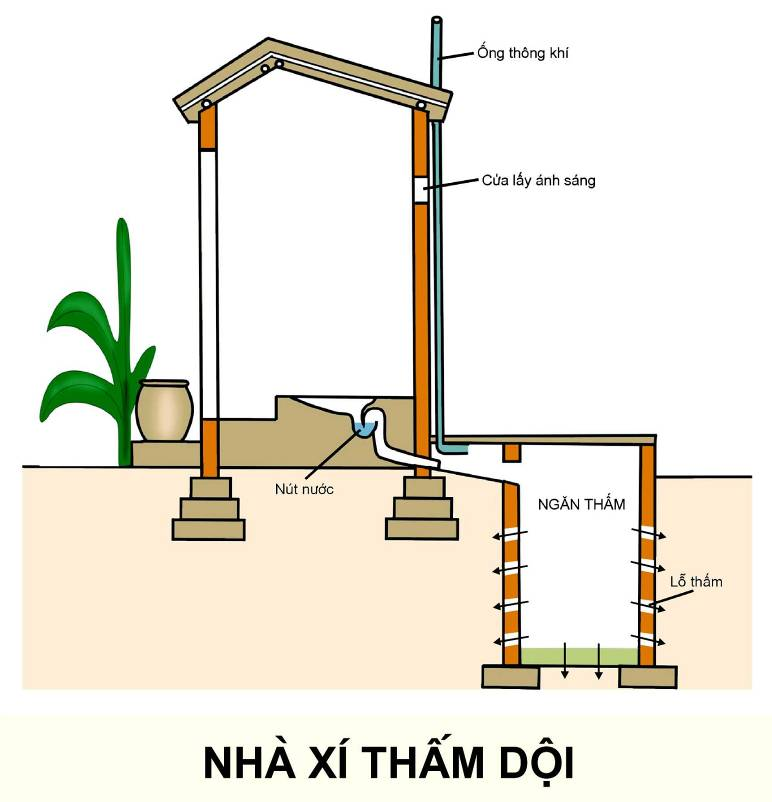 Ống thông khí
Cửa lấy ánh sáng
Nút nước
NGĂN THẤM
Lỗ thấm
NHÀ XÍ THẤM DỘI